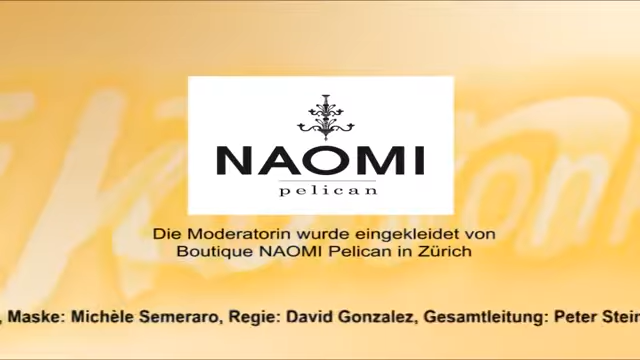 NAOMI
pelican
Die Moderatorin wurde eingekleidet von
Boutique NAOMI Pelican in Zürich
, Maske: Michèle Semeraro, Regie: David Gonzalez, Gesamtleitung: Peter Stein